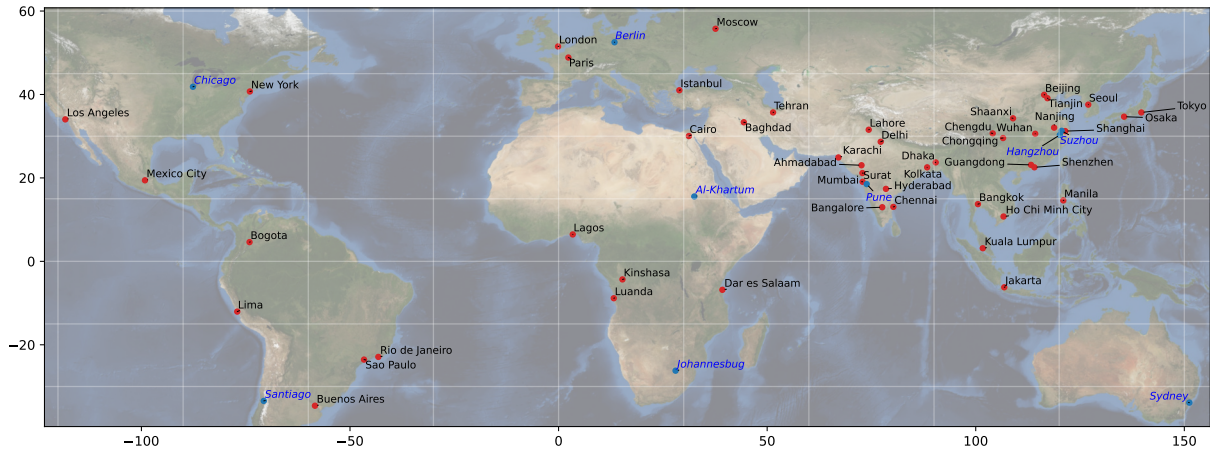 60
Moscow
London
Berlin
Paris
Chicago
New York
Istanbul
Beijing
40
Tianjin
Seoul
Los Angeles
Tehran
Shaanxi
Nanjing
Tokyo
Osaka
Cairo
Baghdad
Lahore
Delhi
Chengdu
Wuhan
Shanghai
Chongqing
Hangzhou
Suzhou
Karachi
Ahmadabad
Dhaka
Guangdong
Shenzhen
20
Mexico City
Mumbai
Surat
Kolkata
Hyderabad
Al-Khartum
Pune
Bangalore
Chennai
Bangkok
Manila
Ho Chi Minh City
Bogota
Lagos
Kuala Lumpur
0
Kinshasa
Luanda
Dar es Salaam
Jakarta
Lima
−20
Rio de Janeiro
Sao Paulo
Johannesbug
Santiago
Buenos Aires
Sydney
−100
−50
0
50
100
150